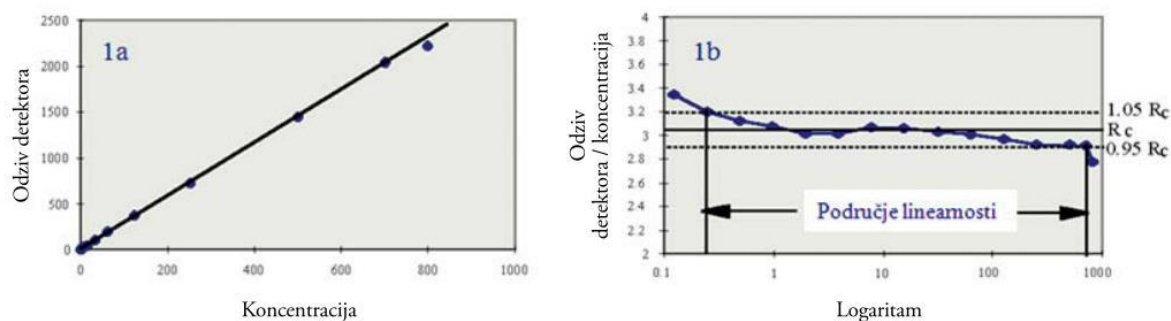 1a
Odziv detektora
2500
2000
1500
1000
500
0
0 200 400 600 800 1000
Koncentracija
1b
Odziv
detektora / koncentracija
4
3.8
3.6
3.4
3.2
3
2.8
2.6
2.4
2.2
2
1.05 Rc
Rc
0.95 Rc
Područje linearnosti
0.1 1 10 100 1000
Logaritam